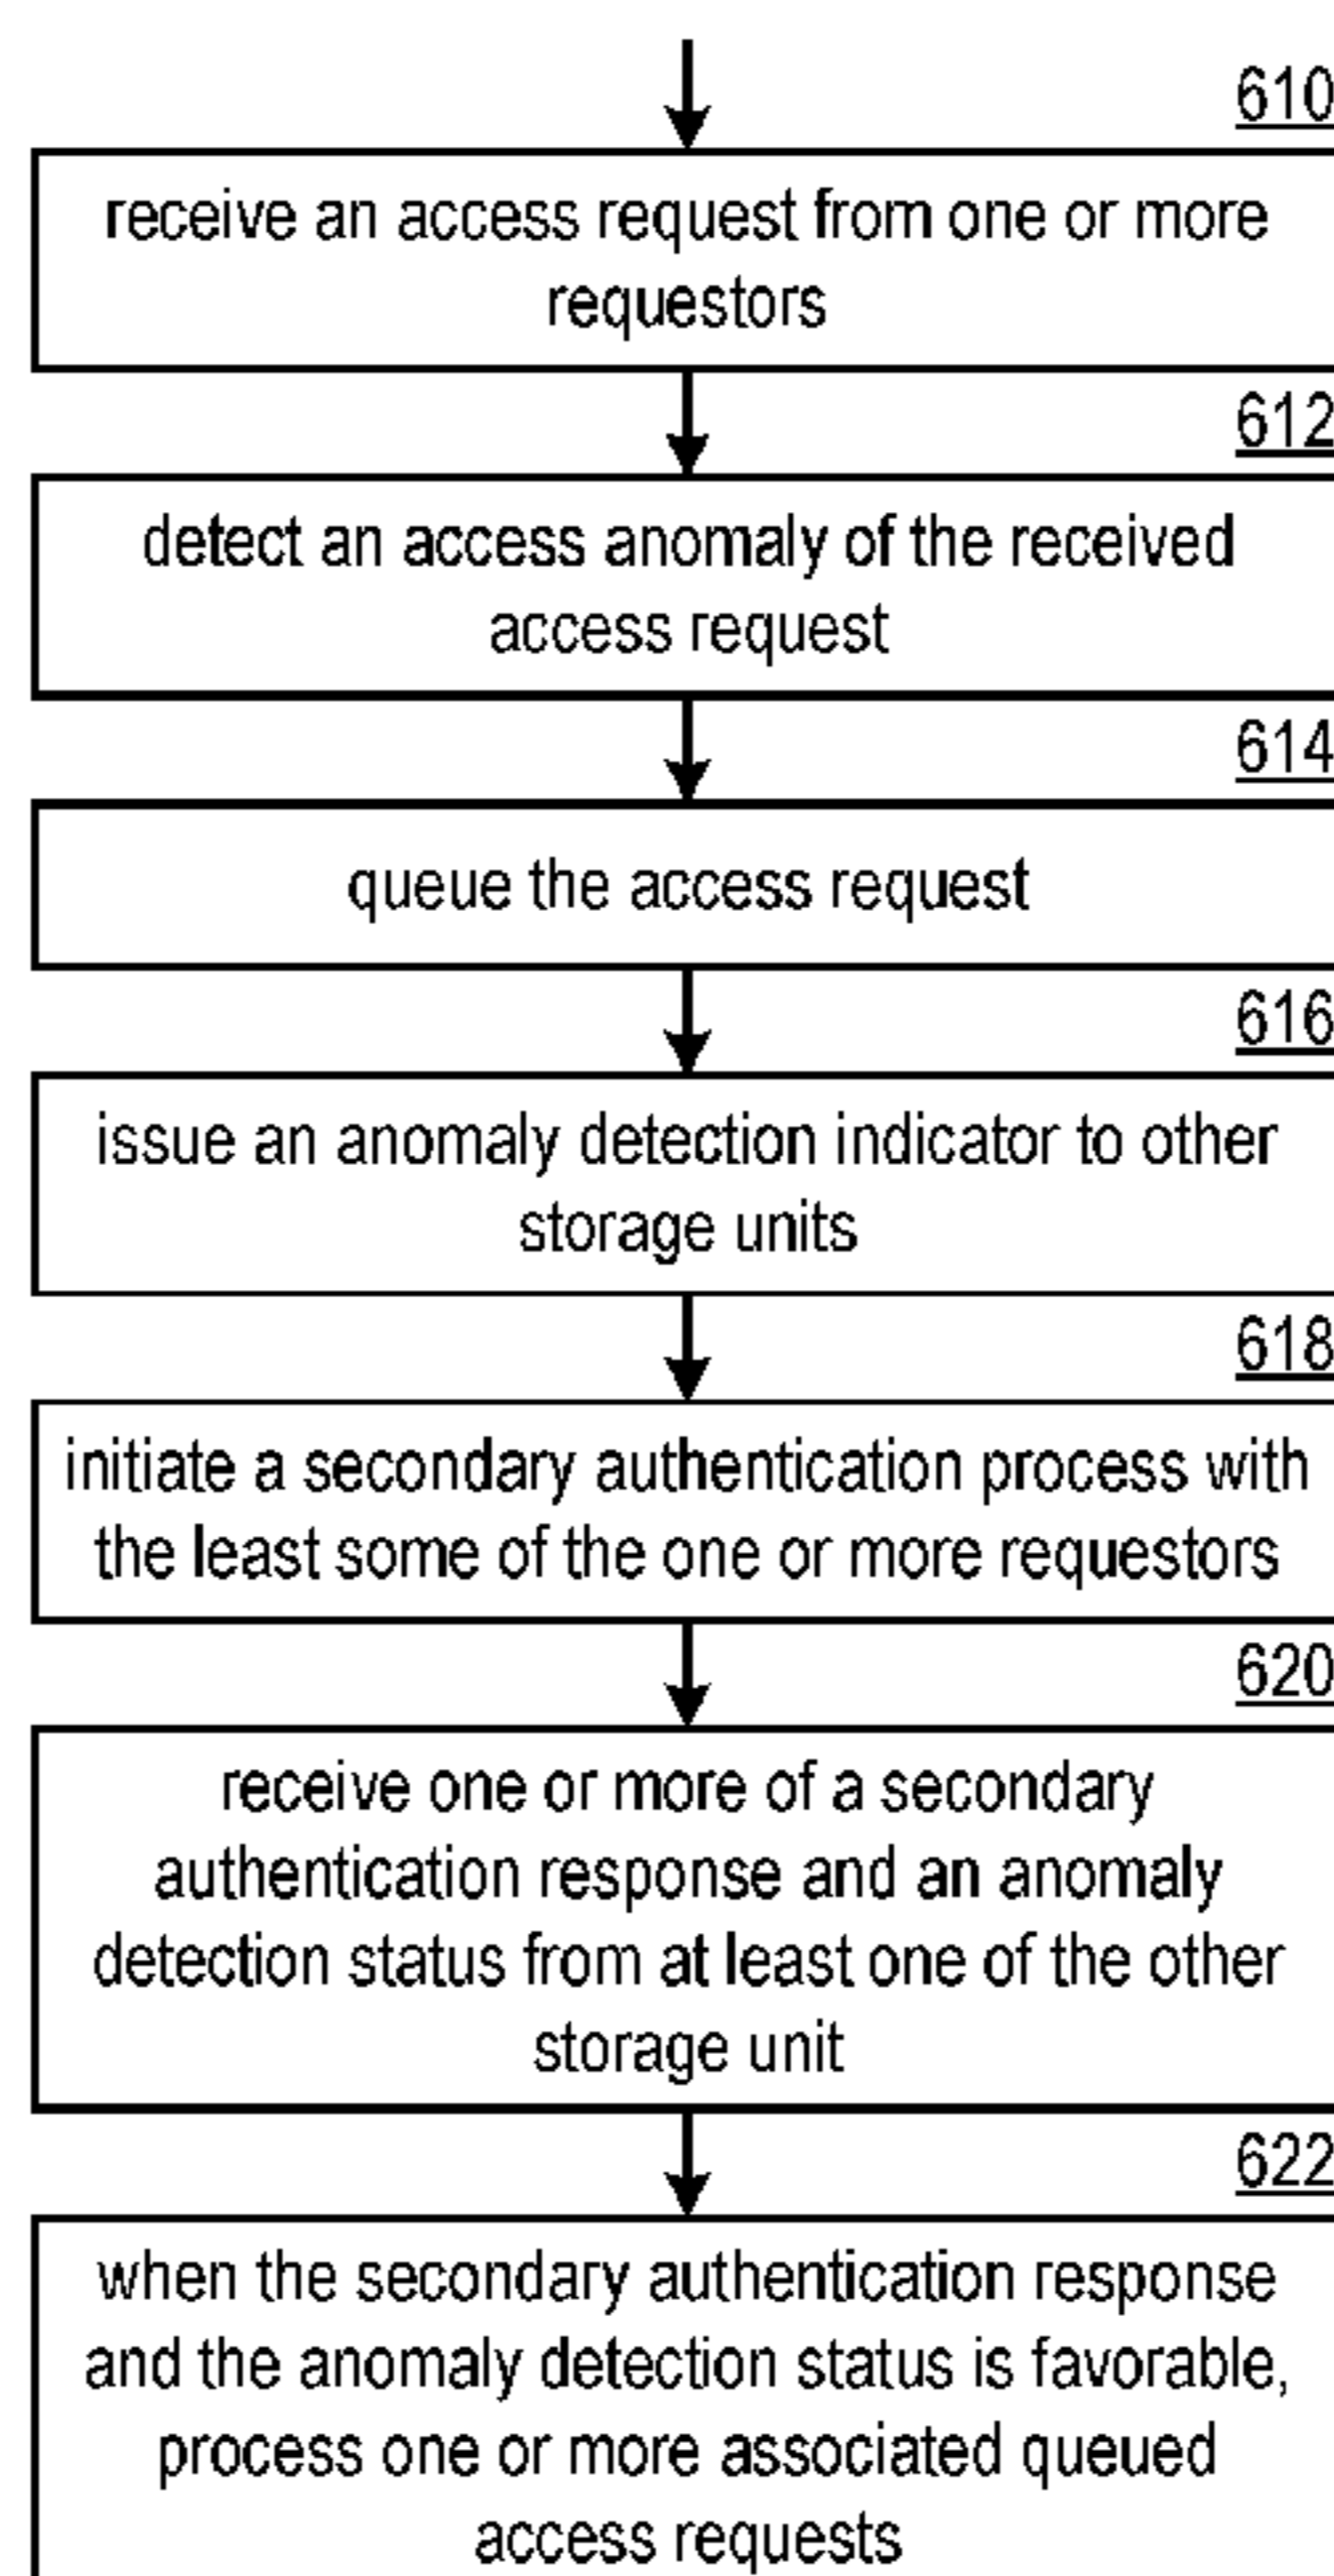 610
receive an access request from one or more
requestors
612
detect an access anomaly of the received
access request
614
queue the access request
616
issue an anomaly detection indicator to other
storage units
618
initiate a secondary authentication process with
the least some of the one or more requestors
620
receive one or more of a secondary
authentication response and an anomaly
detection status from at least one of the other
storage unit
622
when the secondary authentication response
and the anomaly detection status is favorable,
process one or more associated queued
access requests